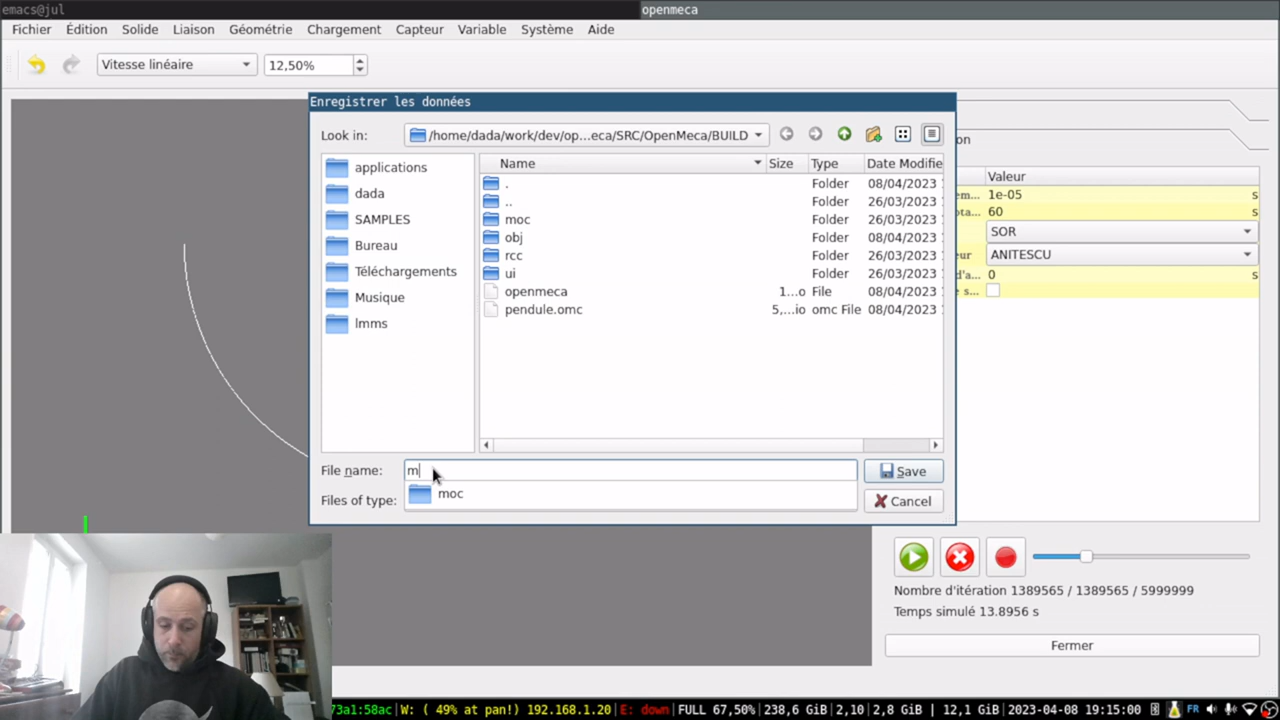 emacs@jul openmeca
Fichier Édition Solide Liaison Géométrie Chargement Capteur Variable Système Aide
Vitesse linéaire 12,50%
Enregistrer les données
Look in: /home/dada/work/dev/op...eca/SRC/OpenMeca/BUILD
applications
dada
SAMPLES
Bureau
Téléchargements
Musique
lmms
Name Size Type Date Modifie
. Folder 08/04/2023
.. Folder 26/03/2023
moc Folder 26/03/2023
obj Folder 08/04/2023
rcc Folder 26/03/2023
ui Folder 26/03/2023
openmeca 1...o File 08/04/2023
pendule.omc 5,...io omc File 08/04/2023
File name: m
Save
moc
Files of type:
Cancel
on
Valeur
em... 1e-05 s
ota... 60 s
SOR
eur ANITESCU
d'a... 0 s
e s...
Nombre d'itération 1389565 / 1389565 / 5999999
Temps simulé 13.8956 s
Fermer
73a1:58ac W: ( 49% at pan!) 192.168.1.20 E: down FULL 67,50% 238,6 GiB 2,10 2,8 GiB | 12,1 GiB 2023-04-08 19:15:00 FR